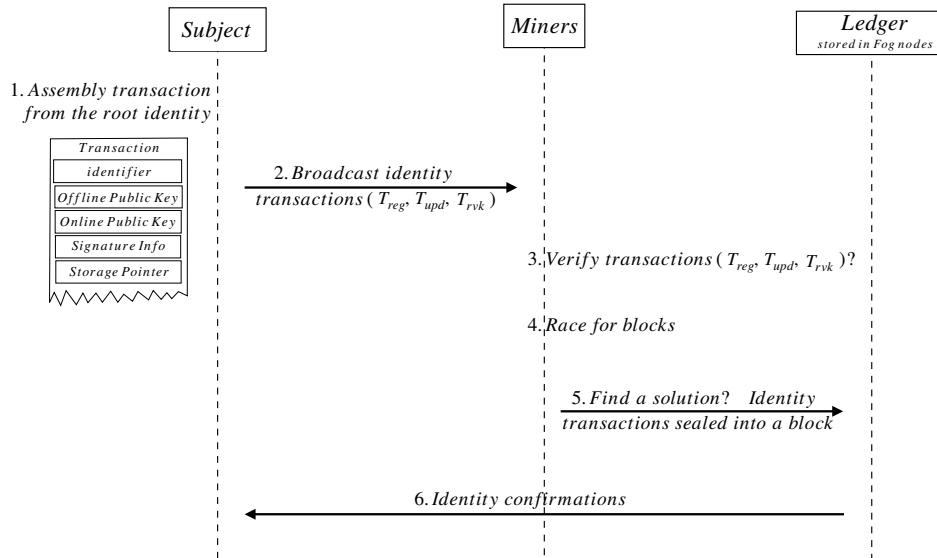 Subject
Miners
Ledger
stored in Fog nodes
1. Assembly transaction
from the root identity
Transaction
identifier
Offline Public Key
Online Public Key
Signature Info
Storage Pointer
2. Broadcast identity
transactions ( T_reg, T_upd, T_rvk )
3. Verify transactions ( T_reg, T_upd, T_rvk )?
4. Race for blocks
5. Find a solution? Identity
transactions sealed into a block
6. Identity confirmations